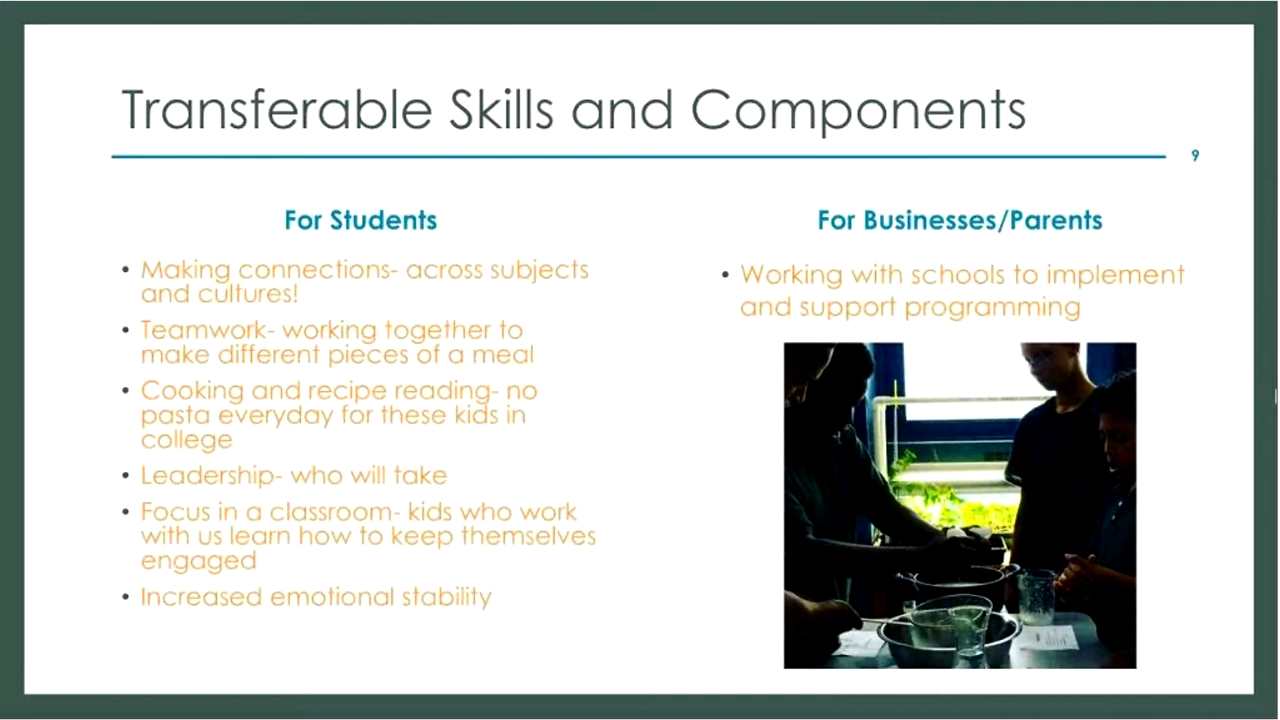 Transferable Skills and Components
9
For Students
• Making connections- across subjects
and cultures!
• Teamwork- working together to
make different pieces of a meal
• Cooking and recipe reading- no
pasta everyday for these kids in
college
• Leadership- who will take
• Focus in a classroom- kids who work
with us learn how to keep themselves
engaged
• Increased emotional stability
For Businesses/Parents
• Working with schools to implement
and support programming